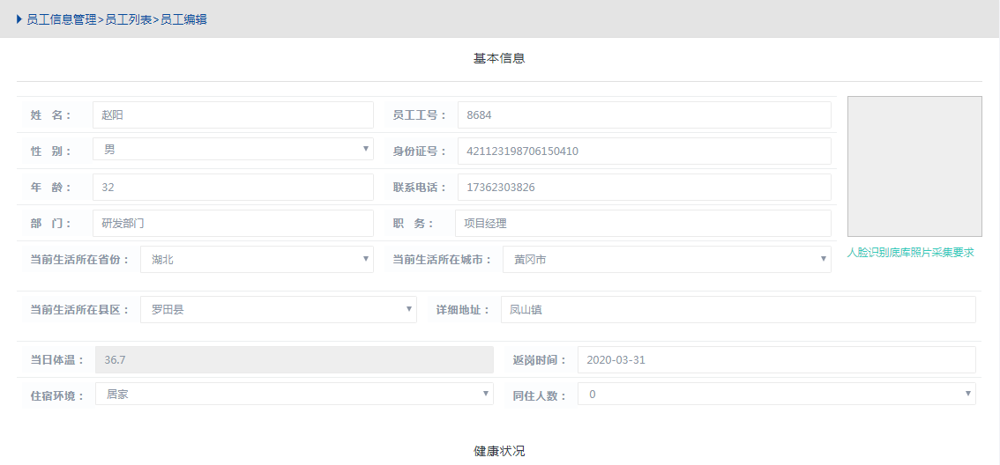 员工信息管理>员工列表>员工编辑
基本信息
姓 名： 赵阳 员工工号： 8684
性 别： 男 身份证号： 421123198706150410
年 龄： 32 联系电话： 17362303826
部 门： 研发部门 职 务： 项目经理
当前生活所在省份： 湖北 当前生活所在城市： 黄冈市
人脸识别底库照片采集要求
当前生活所在县区： 罗田县 详细地址： 凤山镇
当日体温： 36.7 返岗时间： 2020-03-31
住宿环境： 居家 同住人数： 0
健康状况